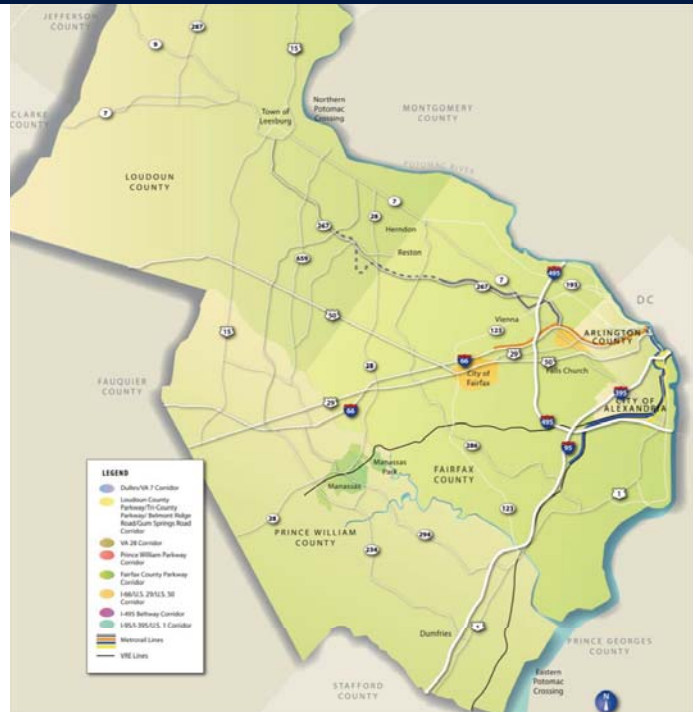 JEFFERSON
COUNTY
287
9
15
CLARKE
COUNTY
7
Town of
Leesburg
Northern
Potomac
Crossing
MONTGOMERY
COUNTY
POTOMAC RIVER
LOUDOUN
COUNTY
7
28
267
Herndon
Reston
659
495
7
267
193
DC
50
15
Vienna
123
ARLINGTON
COUNTY
66
29
50
Falls Church
28
City of
Fairfax
FAUQUIER
COUNTY
29
66
395
CITY OF
ALEXANDRIA
495
95
286
Manassas
Park
Manassas
FAIRFAX
COUNTY
1
123
28
PRINCE WILLIAM
COUNTY
234
294
Dumfries
PRINCE GEORGES
COUNTY
STAFFORD
COUNTY
Eastern
Potomac
Crossing
N
LEGEND
Dulles/VA 7 Corridor
Loudoun County
Parkway/Tri-County
Parkway/ Belmont Ridge
Road/Gum Springs Road
Corridor
VA 28 Corridor
Prince William Parkway
Corridor
Fairfax County Parkway
Corridor
I-66/U.S. 29/U.S. 50
Corridor
I-495 Beltway Corridor
I-95/I-395/U.S. 1 Corridor
Metrorail Lines
VRE Lines